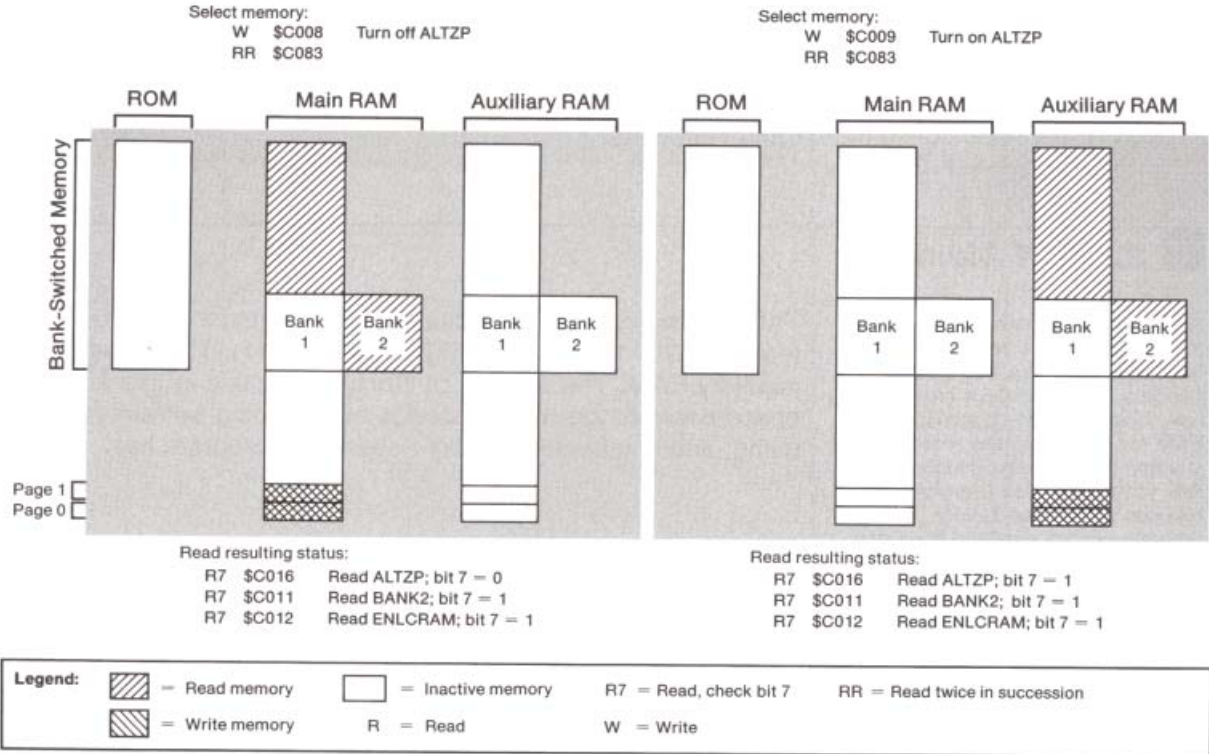 Select memory:
W $C008 Turn off ALTZP
RR $C083
ROM Main RAM Auxiliary RAM
Bank-Switched Memory
Bank 1
Bank 2
Bank 1
Bank 2
Page 1
Page 0
Read resulting status:
R7 $C016 Read ALTZP; bit 7 = 0
R7 $C011 Read BANK2; bit 7 = 1
R7 $C012 Read ENLCRAM; bit 7 = 1
Select memory:
W $C009 Turn on ALTZP
RR $C083
ROM Main RAM Auxiliary RAM
Bank 1
Bank 2
Bank 1
Bank 2
Read resulting status:
R7 $C016 Read ALTZP; bit 7 = 1
R7 $C011 Read BANK2; bit 7 = 1
R7 $C012 Read ENLCRAM; bit 7 = 1
Legend: = Read memory = Inactive memory R7 = Read, check bit 7 RR = Read twice in succession
= Write memory R = Read W = Write